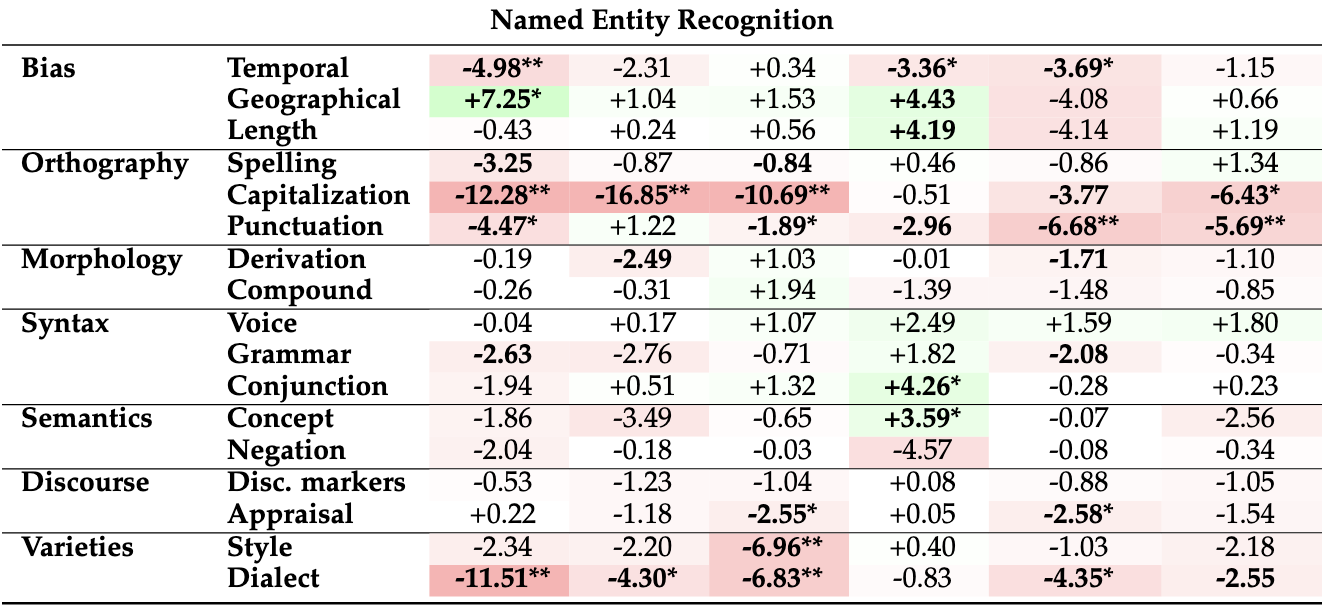 Named Entity Recognition
Bias Temporal -4.98** -2.31 +0.34 -3.36* -3.69* -1.15
Geographical +7.25* +1.04 +1.53 +4.43 -4.08 +0.66
Length -0.43 +0.24 +0.56 +4.19 -4.14 +1.19
Orthography Spelling -3.25 -0.87 -0.84 +0.46 -0.86 +1.34
Capitalization -12.28** -16.85** -10.69** -0.51 -3.77 -6.43*
Punctuation -4.47* +1.22 -1.89* -2.96 -6.68** -5.69**
Morphology Derivation -0.19 -2.49 +1.03 -0.01 -1.71 -1.10
Compound -0.26 -0.31 +1.94 -1.39 -1.48 -0.85
Syntax Voice -0.04 +0.17 +1.07 +2.49 +1.59 +1.80
Grammar -2.63 -2.76 -0.71 +1.82 -2.08 -0.34
Conjunction -1.94 +0.51 +1.32 +4.26* -0.28 +0.23
Semantics Concept -1.86 -3.49 -0.65 +3.59* -0.07 -2.56
Negation -2.04 -0.18 -0.03 -4.57 -0.08 -0.34
Discourse Disc. markers -0.53 -1.23 -1.04 +0.08 -0.88 -1.05
Appraisal +0.22 -1.18 -2.55* +0.05 -2.58* -1.54
Varieties Style -2.34 -2.20 -6.96** +0.40 -1.03 -2.18
Dialect -11.51** -4.30* -6.83** -0.83 -4.35* -2.55